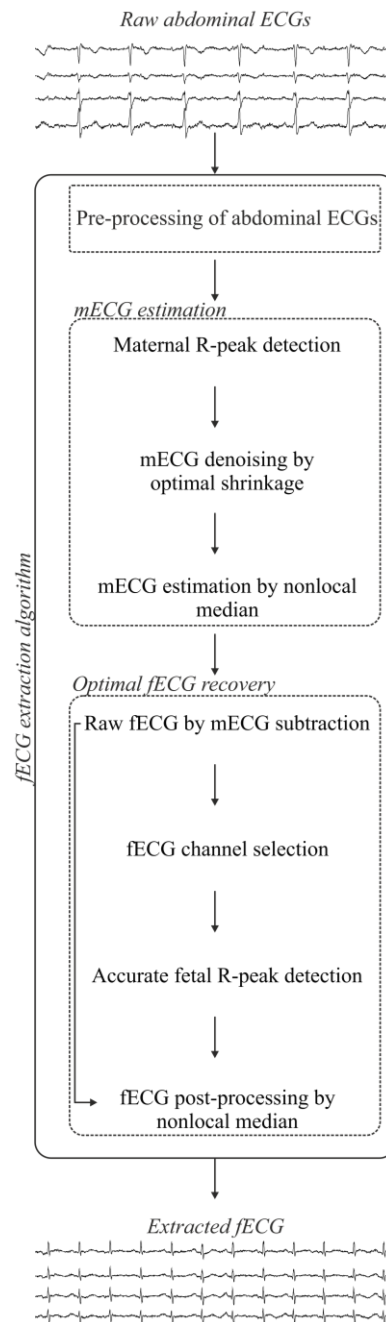 Raw abdominal ECGs
Pre-processing of abdominal ECGs
mECG estimation
Maternal R-peak detection
mECG denoising by
optimal shrinkage
mECG estimation by nonlocal
median
fECG extraction algorithm
Optimal fECG recovery
Raw fECG by mECG subtraction
fECG channel selection
Accurate fetal R-peak detection
fECG post-processing by
nonlocal median
Extracted fECG